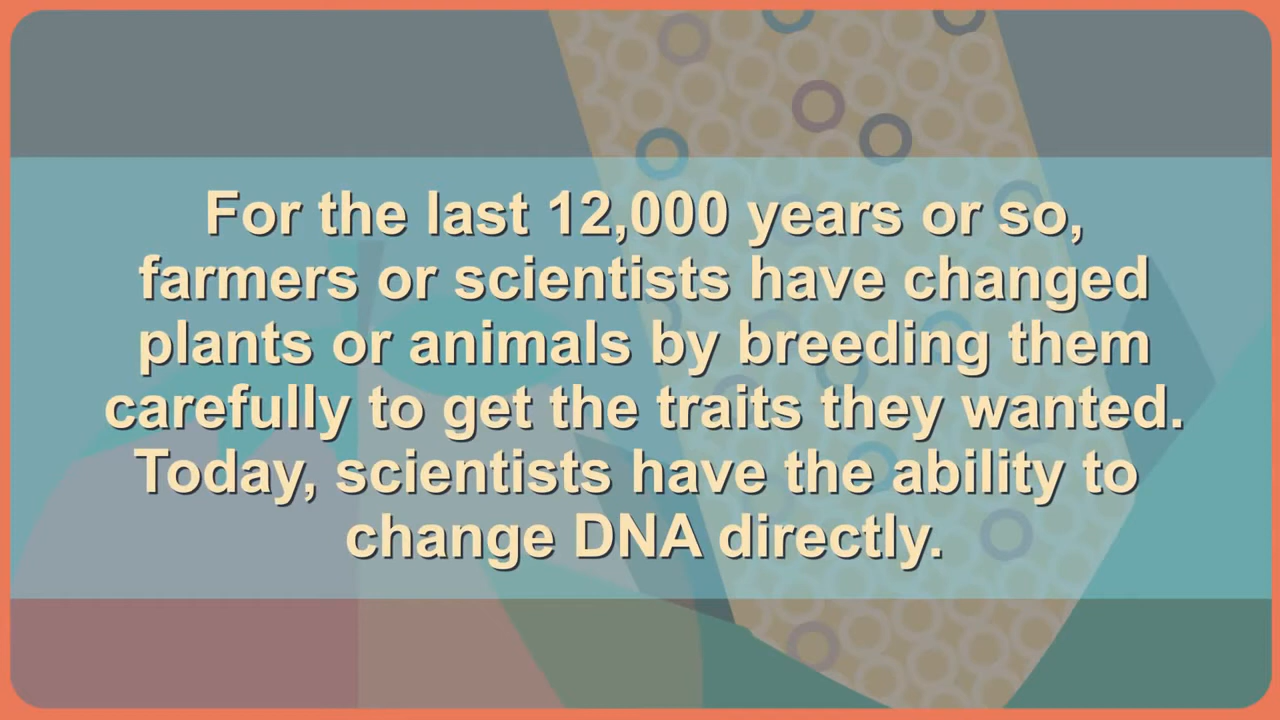 For the last 12,000 years or so,
farmers or scientists have changed
plants or animals by breeding them
carefully to get the traits they wanted.
Today, scientists have the ability to
change DNA directly.